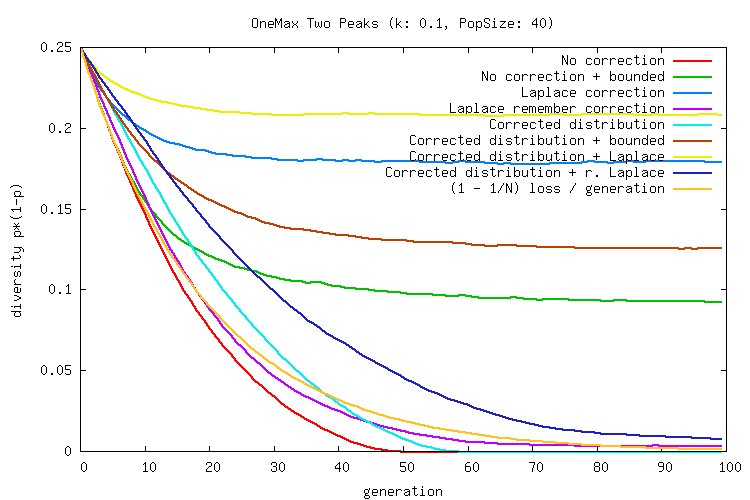 OneMax Two Peaks (k: 0.1, PopSize: 40)
0.25
0.2
0.15
0.1
0.05
0
diversity p*(1-p)
No correction
No correction + bounded
Laplace correction
Laplace remember correction
Corrected distribution
Corrected distribution + bounded
Corrected distribution + Laplace
Corrected distribution + r. Laplace
(1 - 1/N) loss / generation
0 10 20 30 40 50 60 70 80 90 100
generation